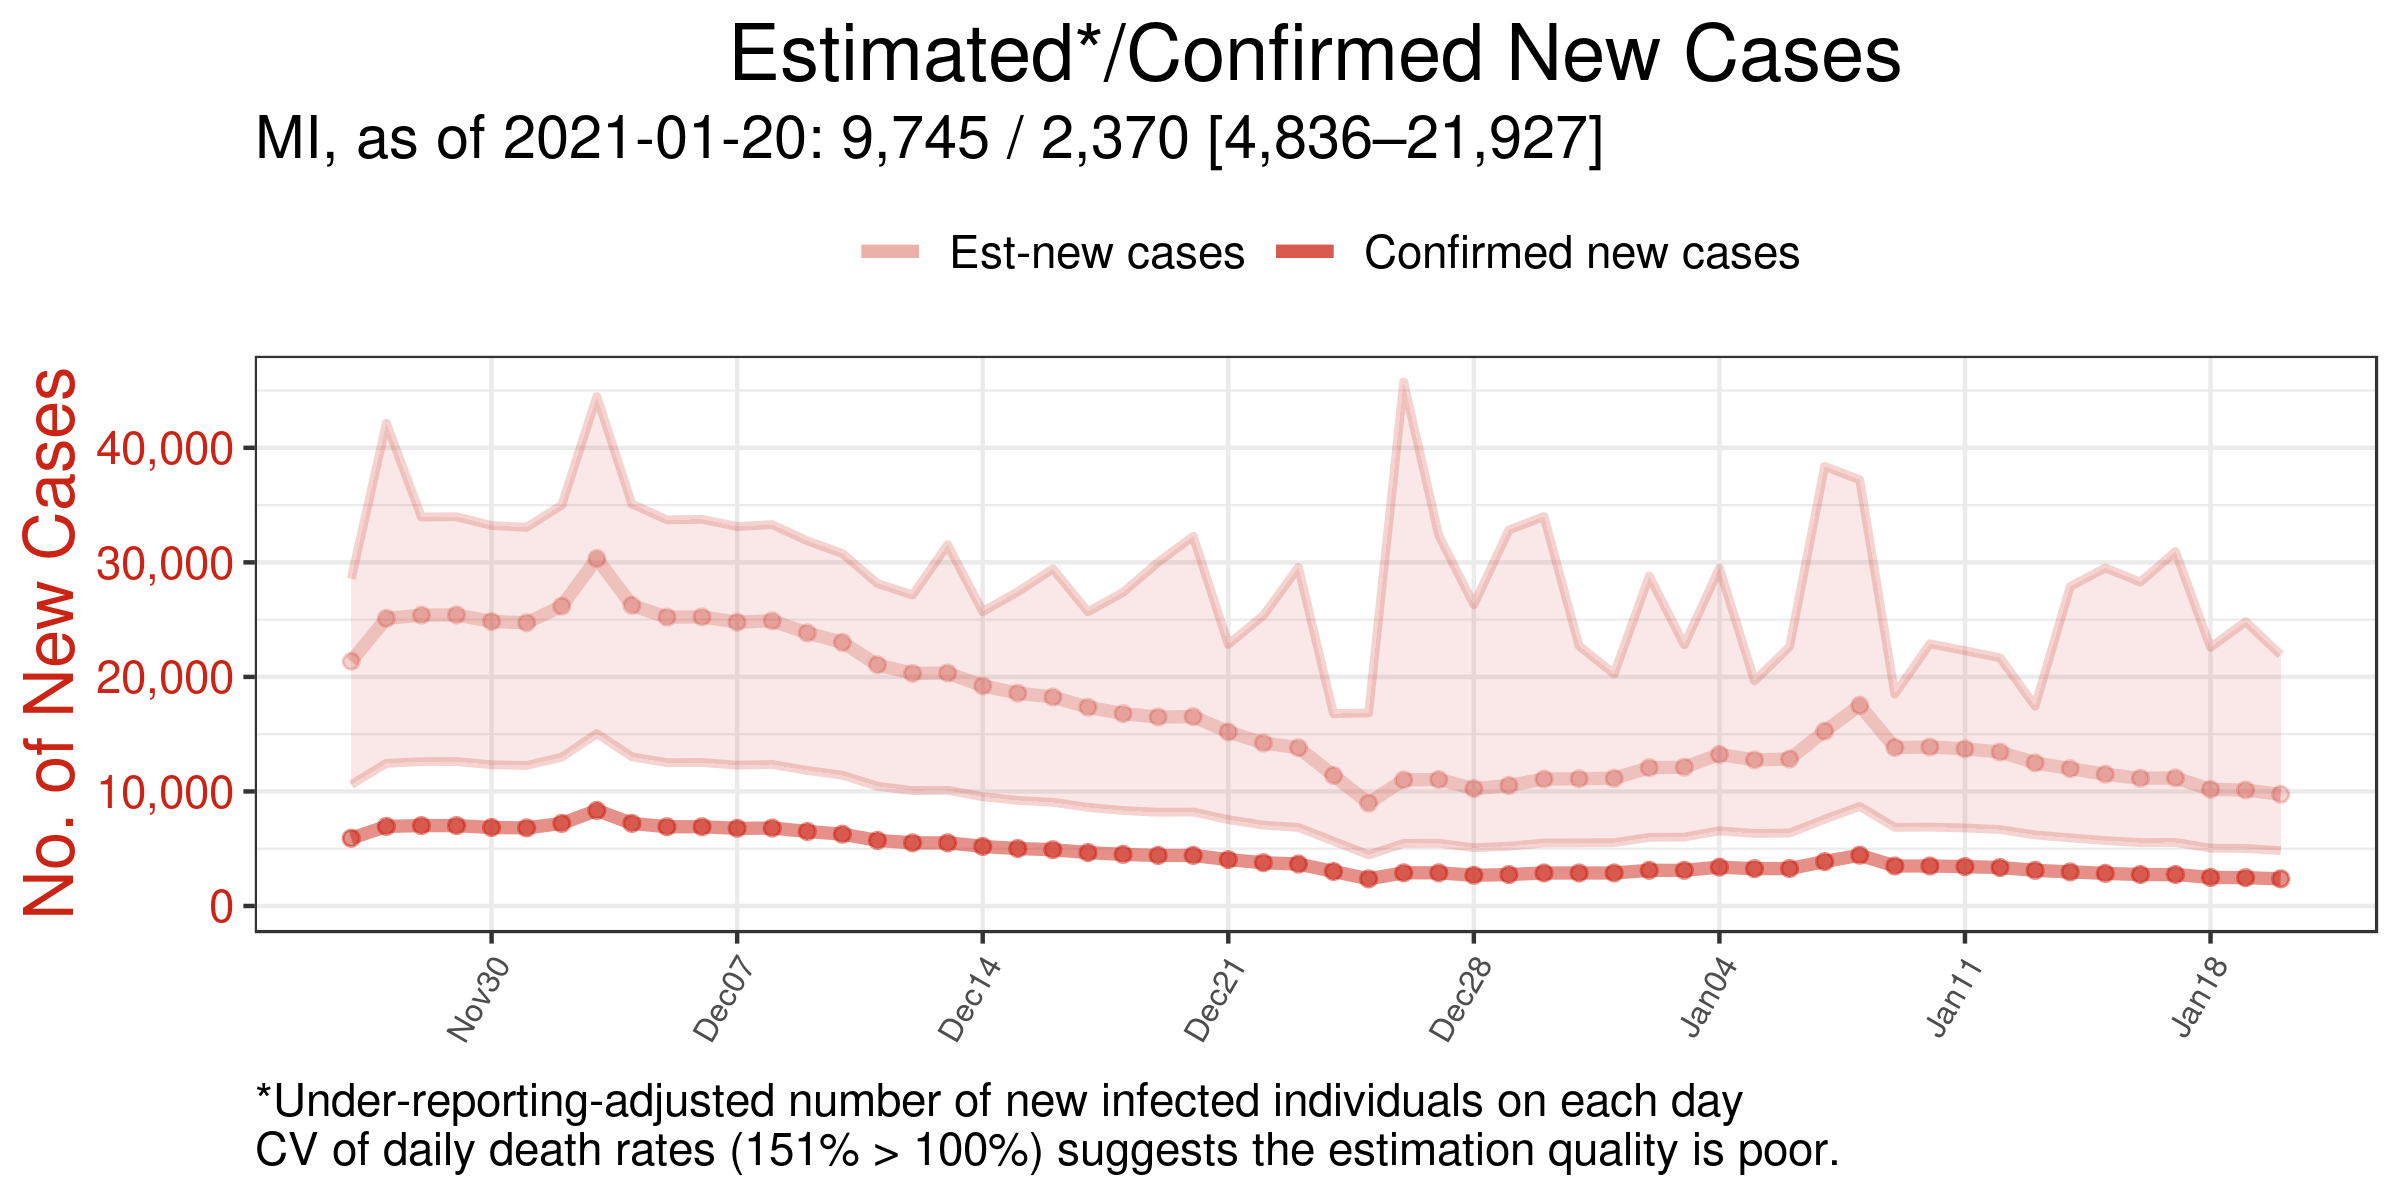 Estimated*/Confirmed New Cases
MI, as of 2021-01-20: 9,745 / 2,370 [4,836–21,927]
Est-new cases
Confirmed new cases
No. of New Cases
40,000
30,000
20,000
10,000
0
Nov30
Dec07
Dec14
Dec21
Dec28
Jan04
Jan11
Jan18
*Under-reporting-adjusted number of new infected individuals on each day
CV of daily death rates (151% > 100%) suggests the estimation quality is poor.